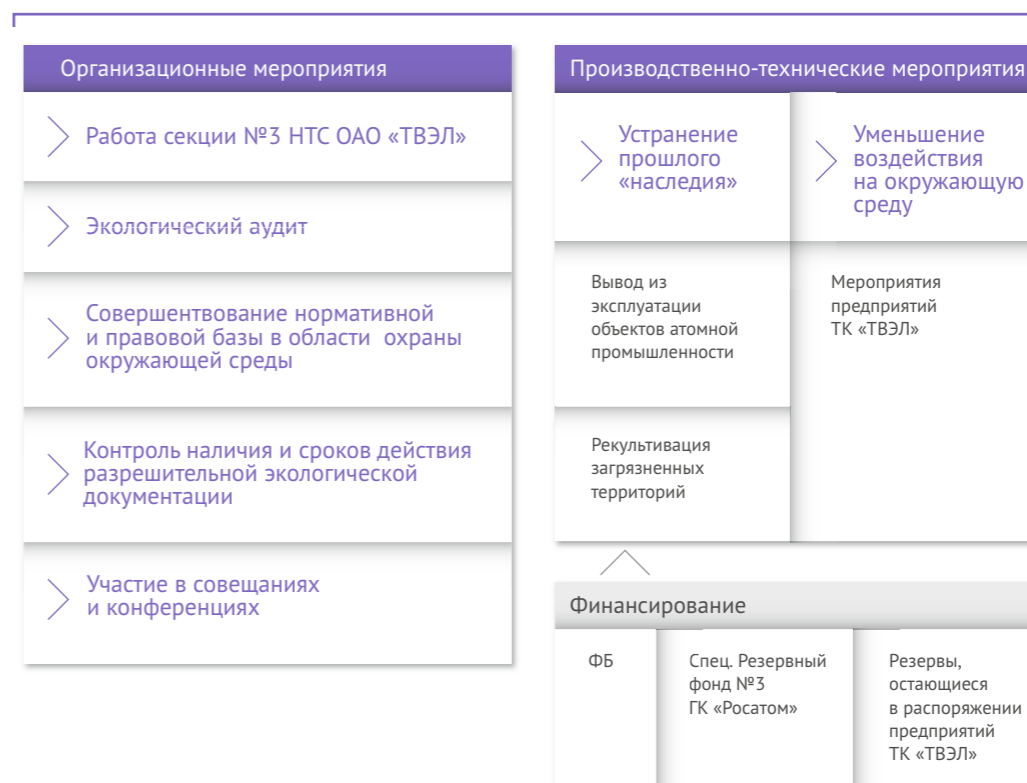 Организационные мероприятия
Работа секции №3 НТС ОАО «ТВЭЛ»
Экологический аудит
Совершентвование нормативной
и правовой базы в области охраны
окружающей среды
Контроль наличия и сроков действия
разрешительной экологической
документации
Участие в совещаниях
и конференциях
Производственно-технические мероприятия
Устранение
прошлого
«наследия»
Уменьшение
воздействия
на окружающую
среду
Вывод из
эксплуатации
объектов атомной
промышленности
Мероприятия
предприятий
ТК «ТВЭЛ»
Рекультивация
загрязненных
территорий
Финансирование
ФБ
Спец. Резервный
фонд №3
ГК «Росатом»
Резервы,
остающиеся
в распоряжении
предприятий
ТК «ТВЭЛ»